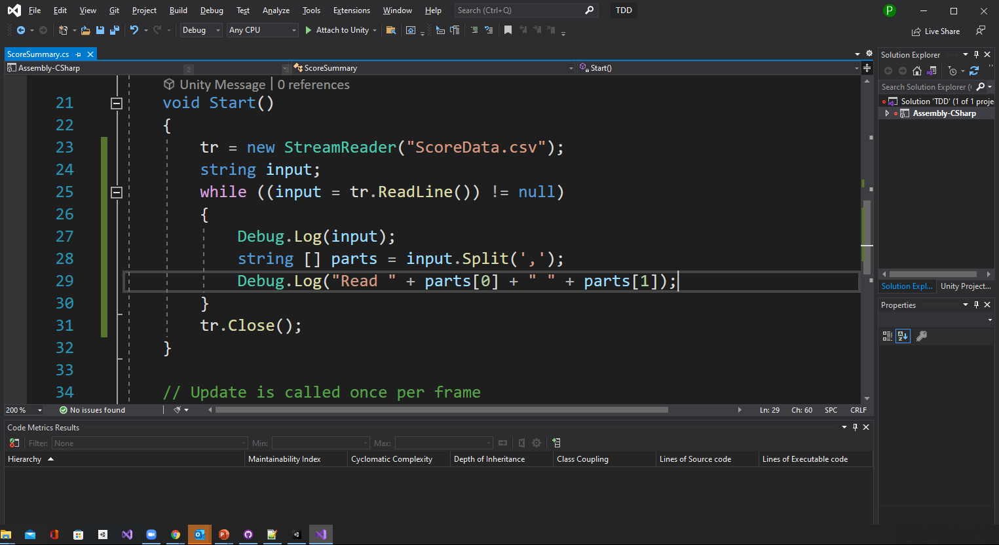 File Edit View Git Project Build Debug Test Analyze Tools Extensions Window Help Search (Ctrl+Q) TDD P
Debug Any CPU Attach to Unity Live Share
ScoreSummary.cs
Assembly-CSharp ScoreSummary Start()
Unity Message | 0 references
21 void Start()
22 {
23 tr = new StreamReader("ScoreData.csv");
24 string input;
25 while ((input = tr.ReadLine()) != null)
26 {
27 Debug.Log(input);
28 string [] parts = input.Split(',');
29 Debug.Log("Read " + parts[0] + " " + parts[1]);
30 }
31 tr.Close();
32 }
33
34 // Update is called once per frame
200 % No issues found Ln: 29 Ch: 60 SPC CRLF
Code Metrics Results
Filter: None Min: Max:
Hierarchy Maintainability Index Cyclomatic Complexity Depth of Inheritance Class Coupling Lines of Source code Lines of Executable code
Solution Explorer
Search Solution Explorer (
Solution 'TDD' (1 of 1 proje
Assembly-CSharp
Solution Expl... Unity Project...
Properties